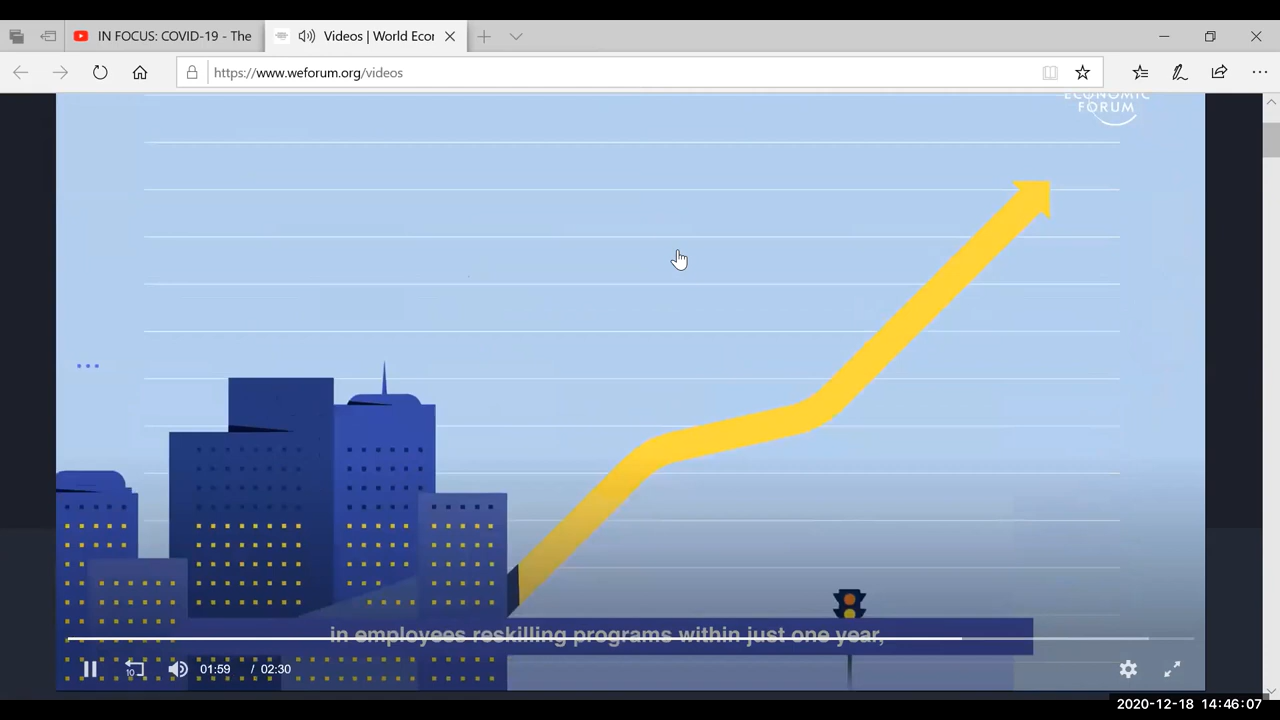 IN FOCUS: COVID-19 - The
Videos | World Ecor
https://www.weforum.org/videos
ECONOMIC
FORUM
in employees reskilling programs within just one year,
10
01:59 / 02:30
2020-12-18 14:46:07